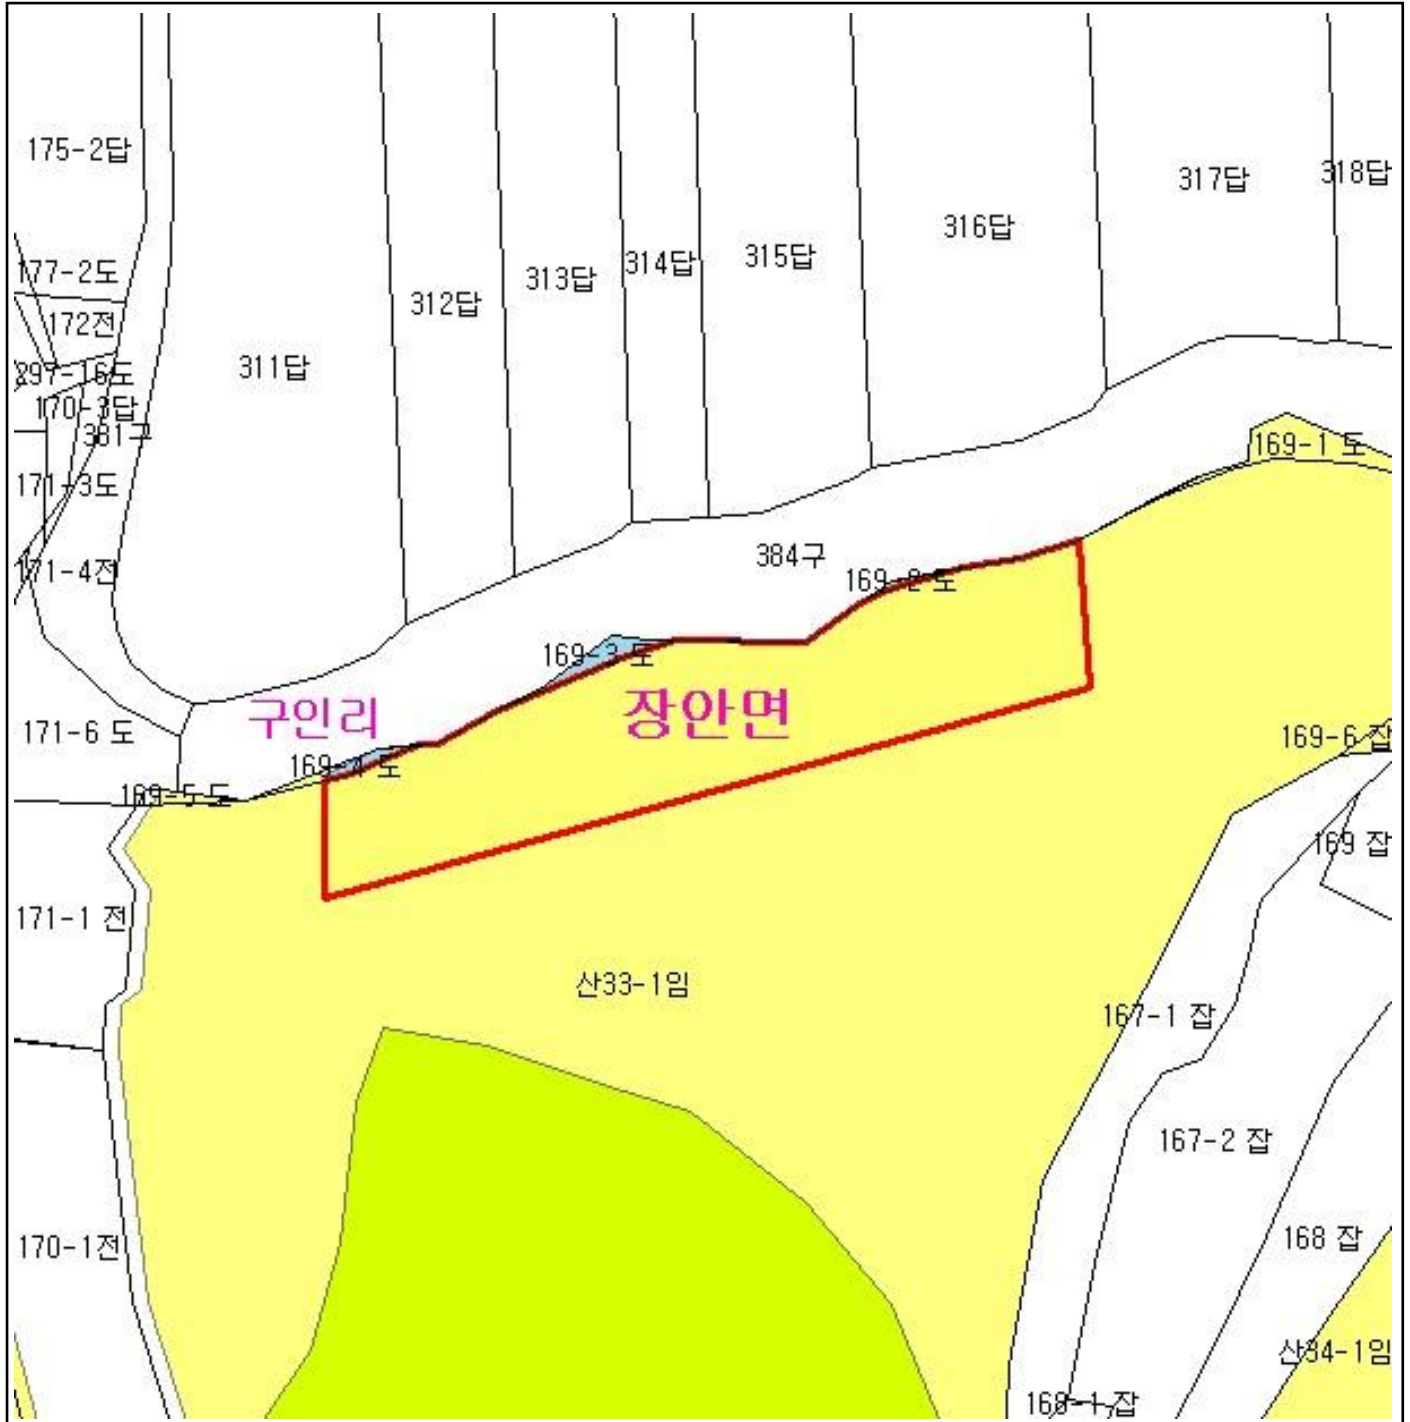 175-2답
317답
318답
316답
314답
315답
177-2도
313답
312답
172전
311답
297-16도
170-3답
381구
169-1 도
171-3도
384구
171-4전
169-2 도
169-3 도
장안면
구인리
171-6 도
169-6 잡
169-4 도
169-5 도
169 잡
171-1 전
산33-1임
167-1 잡
167-2 잡
168 잡
170-1전
산34-1임
168-1 잡